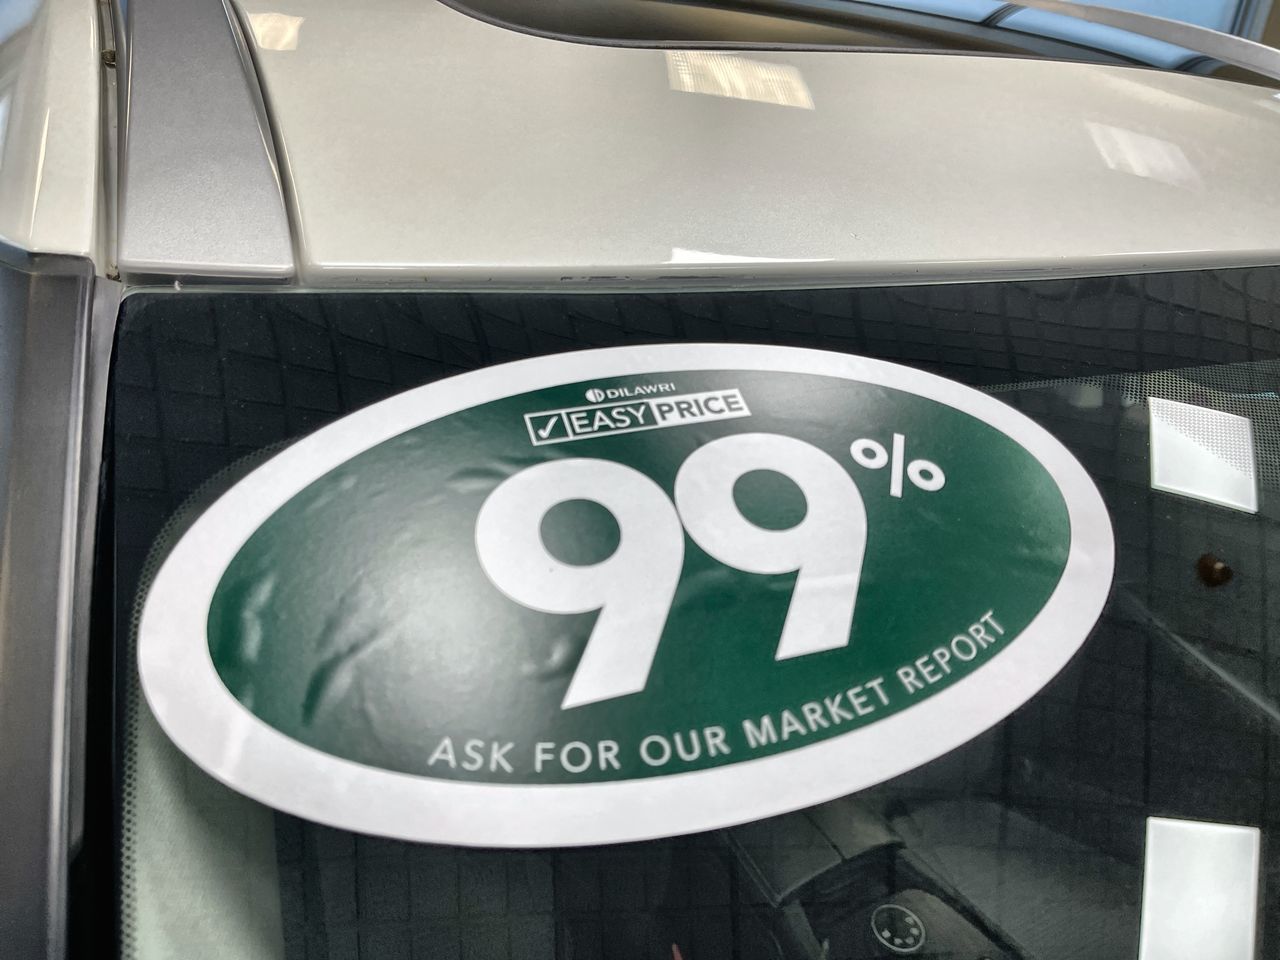 DILAWRI
✓ EASY PRICE
99%
ASK FOR OUR MARKET REPORT